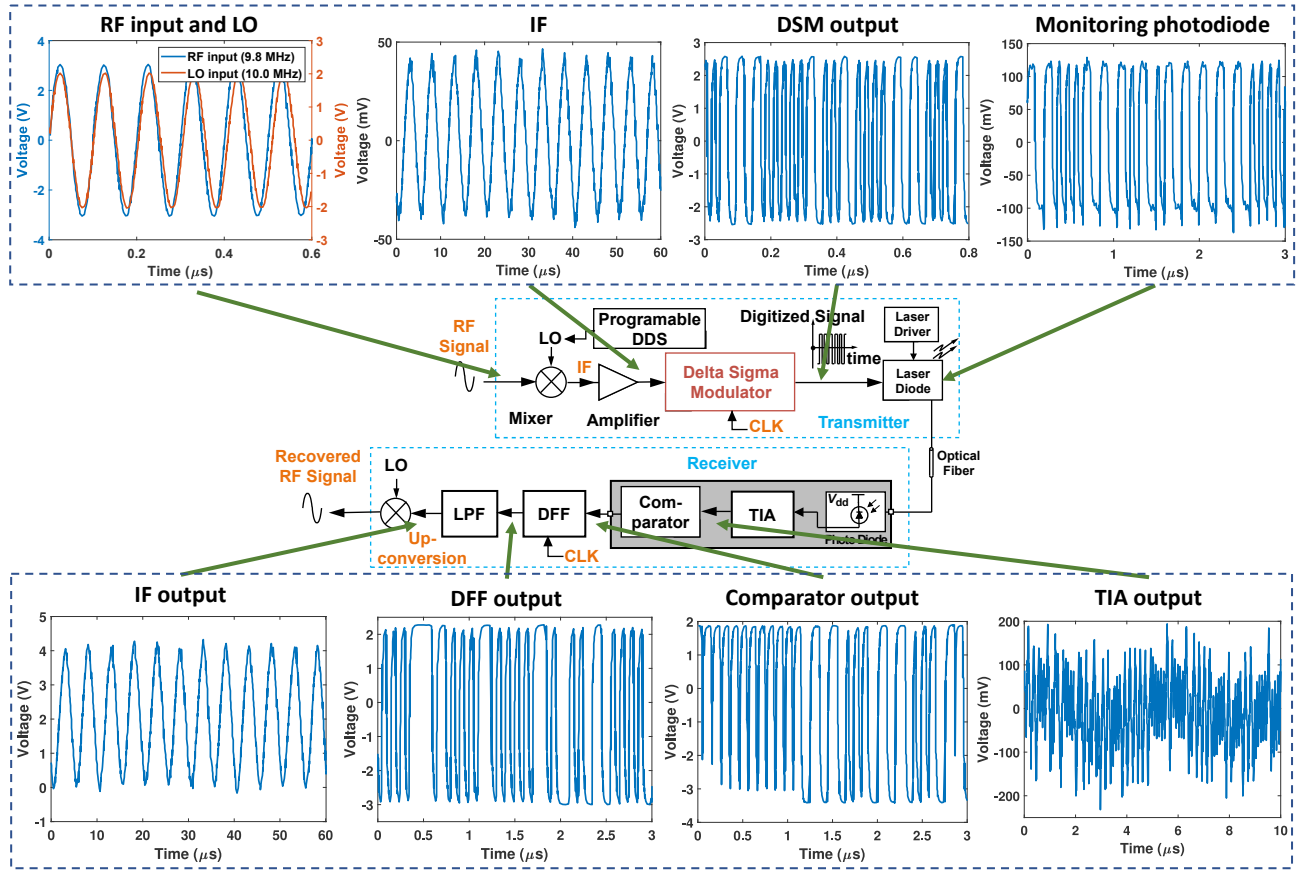 RF input and LO
4
2
0
-2
-4
Voltage (V)
3
2
1
0
-1
-2
-3
Voltage (V)
RF input (9.8 MHz)
LO input (10.0 MHz)
0 0.2 0.4 0.6
Time (μs)
IF
50
0
-50
Voltage (mV)
0 10 20 30 40 50 60
Time (μs)
DSM output
3
2
1
0
-1
-2
-3
Voltage (V)
0 0.2 0.4 0.6 0.8
Time (μs)
Monitoring photodiode
150
100
50
0
-50
-100
-150
Voltage (mV)
0 1 2 3
Time (μs)
RF
Signal
LO
Programable
DDS
IF
Mixer
Amplifier
Delta Sigma
Modulator
CLK
Digitized Signal
time
Laser
Driver
Laser
Diode
Transmitter
Optical
Fiber
Recovered
RF Signal
LO
Receiver
Up-
conversion
LPF
DFF
CLK
Com-
parator
TIA
Vdd
Photo Diode
IF output
5
4
3
2
1
0
-1
Voltage (V)
0 10 20 30 40 50 60
Time (μs)
DFF output
2
1
0
-1
-2
-3
Voltage (V)
0 0.5 1 1.5 2 2.5 3
Time (μs)
Comparator output
2
1
0
-1
-2
-3
-4
Voltage (V)
0 0.5 1 1.5 2 2.5 3
Time (μs)
TIA output
200
100
0
-100
-200
Voltage (mV)
0 2 4 6 8 10
Time (μs)